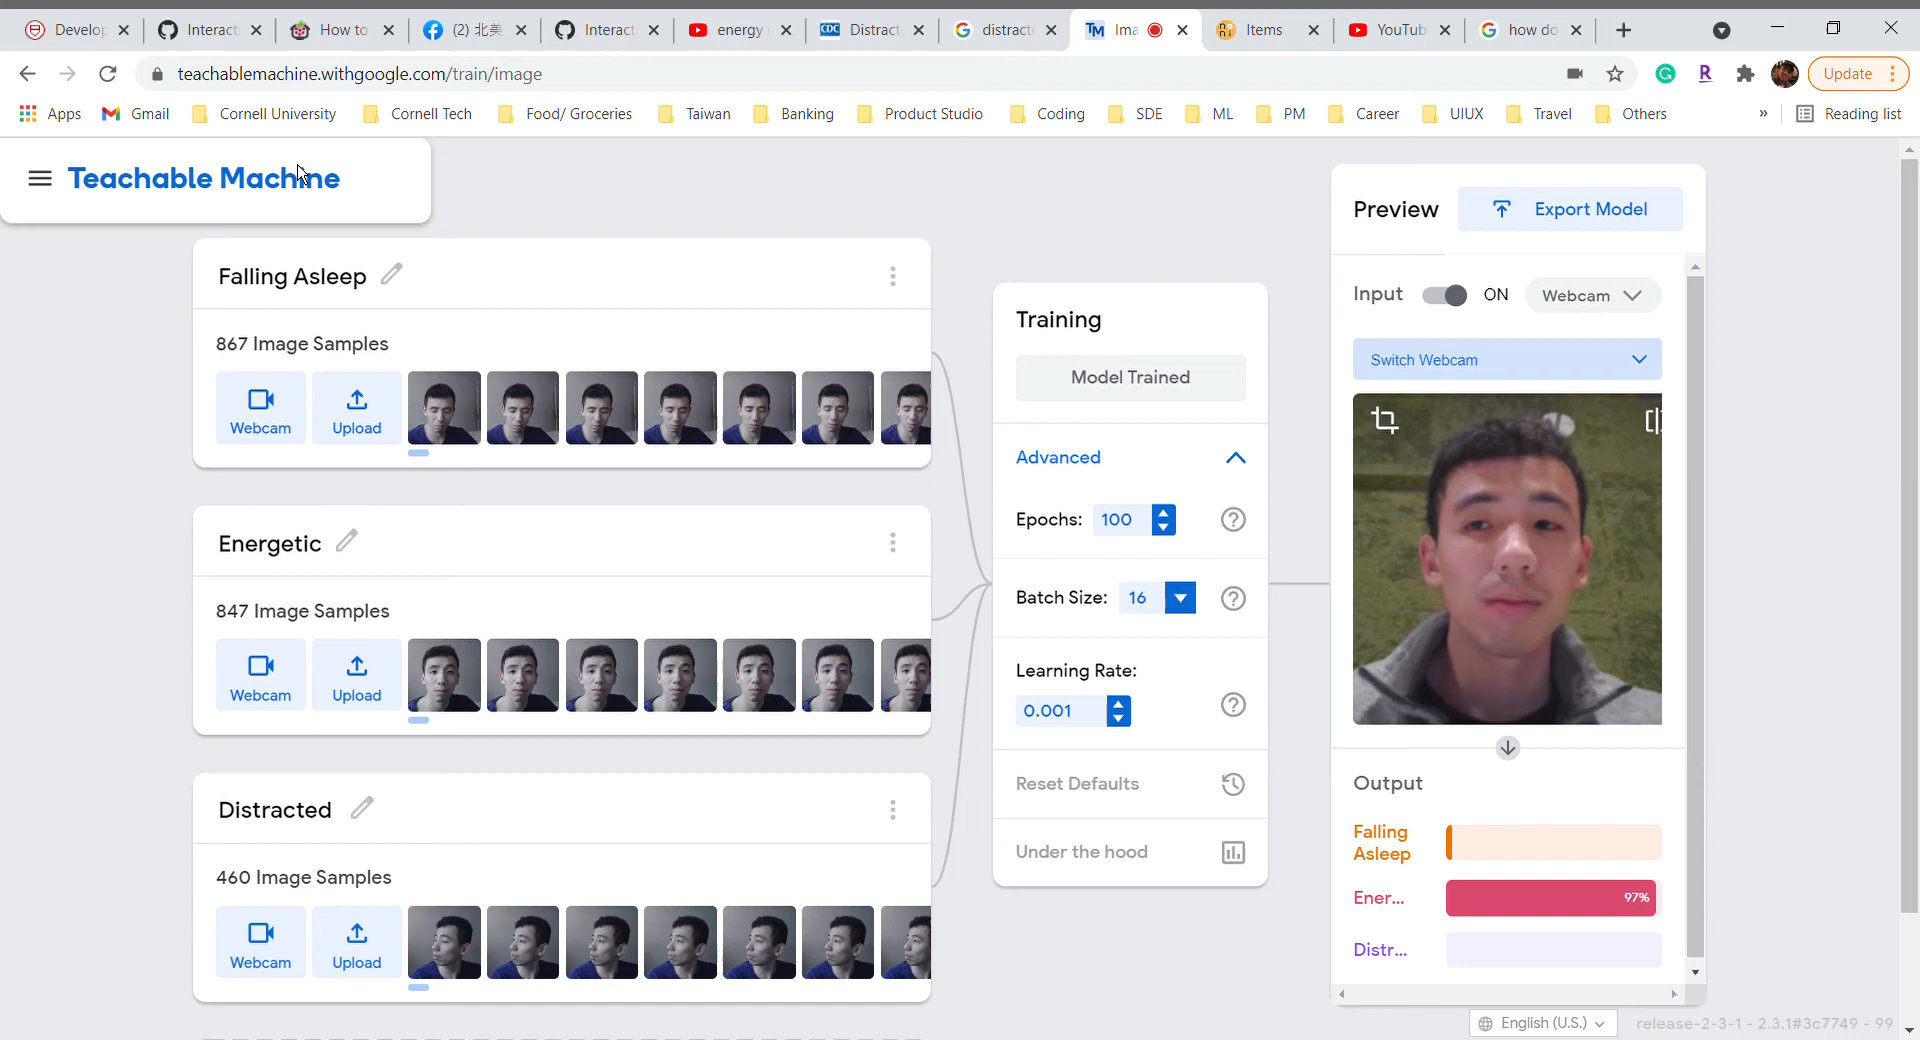 Develop
Interact
How to
(2) 北美
Interact
energy
CDC Distract
distracte
TM Ima
Items
YouTub
how do
teachablemachine.withgoogle.com/train/image
Update
Apps
Gmail
Cornell University
Cornell Tech
Food/ Groceries
Taiwan
Banking
Product Studio
Coding
SDE
ML
PM
Career
UIUX
Travel
Others
»
Reading list
Teachable Machine
Falling Asleep
867 Image Samples
Webcam
Upload
Energetic
847 Image Samples
Webcam
Upload
Distracted
460 Image Samples
Webcam
Upload
Training
Model Trained
Advanced
Epochs: 100
Batch Size: 16
Learning Rate:
0.001
Reset Defaults
Under the hood
Preview
Export Model
Input ON Webcam
Switch Webcam
Output
Falling
Asleep
Ener... 97%
Distr...
English (U.S.)
release-2-3-1 - 2.3.1#3c7749 - 99